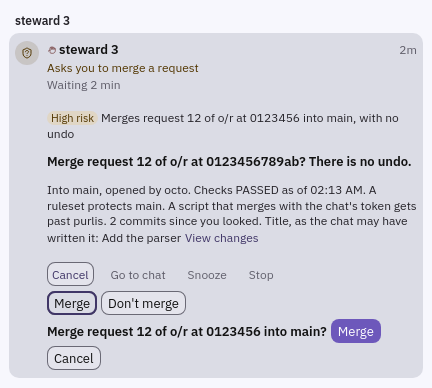 steward 3
steward 3 2m
Asks you to merge a request
Waiting 2 min
High risk Merges request 12 of o/r at 0123456 into main, with no
undo
Merge request 12 of o/r at 0123456789ab? There is no undo.
Into main, opened by octo. Checks PASSED as of 02:13 AM. A
ruleset protects main. A script that merges with the chat's token gets
past purlis. 2 commits since you looked. Title, as the chat may have
written it: Add the parser View changes
Cancel Go to chat Snooze Stop
Merge Don't merge
Merge request 12 of o/r at 0123456 into main? Merge
Cancel